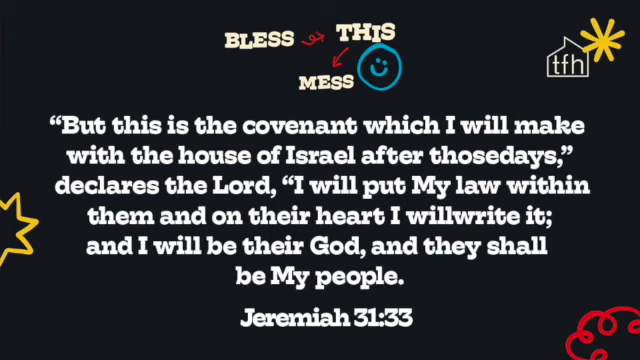 BLESS THIS
MESS
tfh
“But this is the covenant which I will make
with the house of Israel after thosedays,”
declares the Lord, “I will put My law within
them and on their heart I willwrite it;
and I will be their God, and they shall
be My people.
Jeremiah 31:33